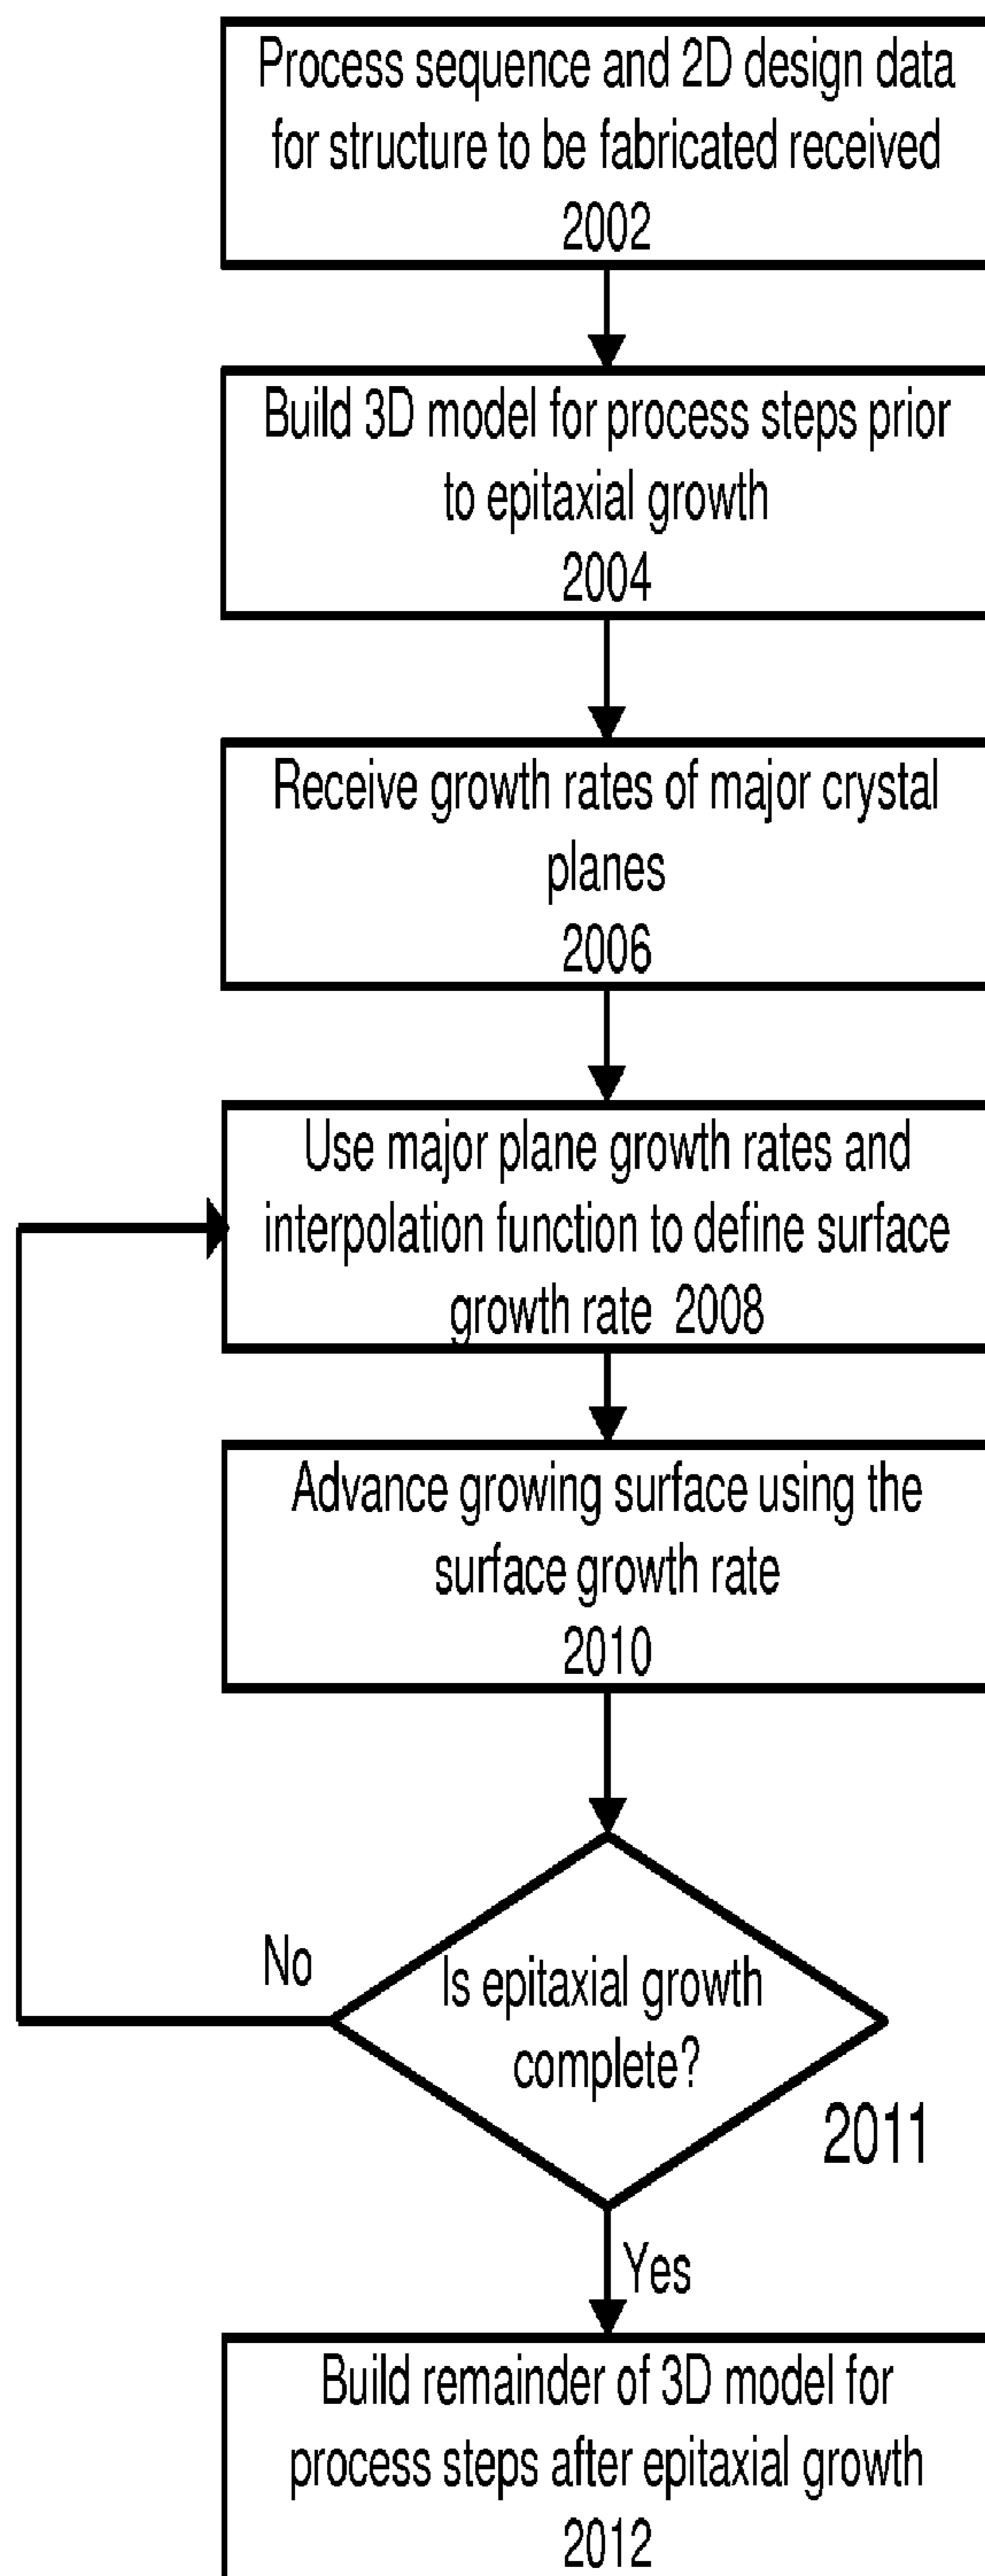 Process sequence and 2D design data
for structure to be fabricated received
2002
Build 3D model for process steps prior
to epitaxial growth
2004
Receive growth rates of major crystal
planes
2006
Use major plane growth rates and
interpolation function to define surface
growth rate 2008
Advance growing surface using the
surface growth rate
2010
No
Is epitaxial growth
complete?
2011
Yes
Build remainder of 3D model for
process steps after epitaxial growth
2012